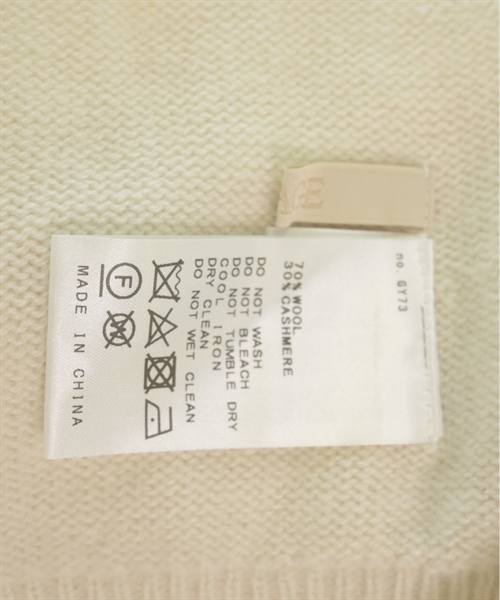 no. GY73
70% WOOL
30% CASHMERE
DO NOT WASH
DO NOT BLEACH
DO NOT TUMBLE DRY
COOL IRON
DRY CLEAN
DO NOT WET CLEAN
F
W
MADE IN CHINA